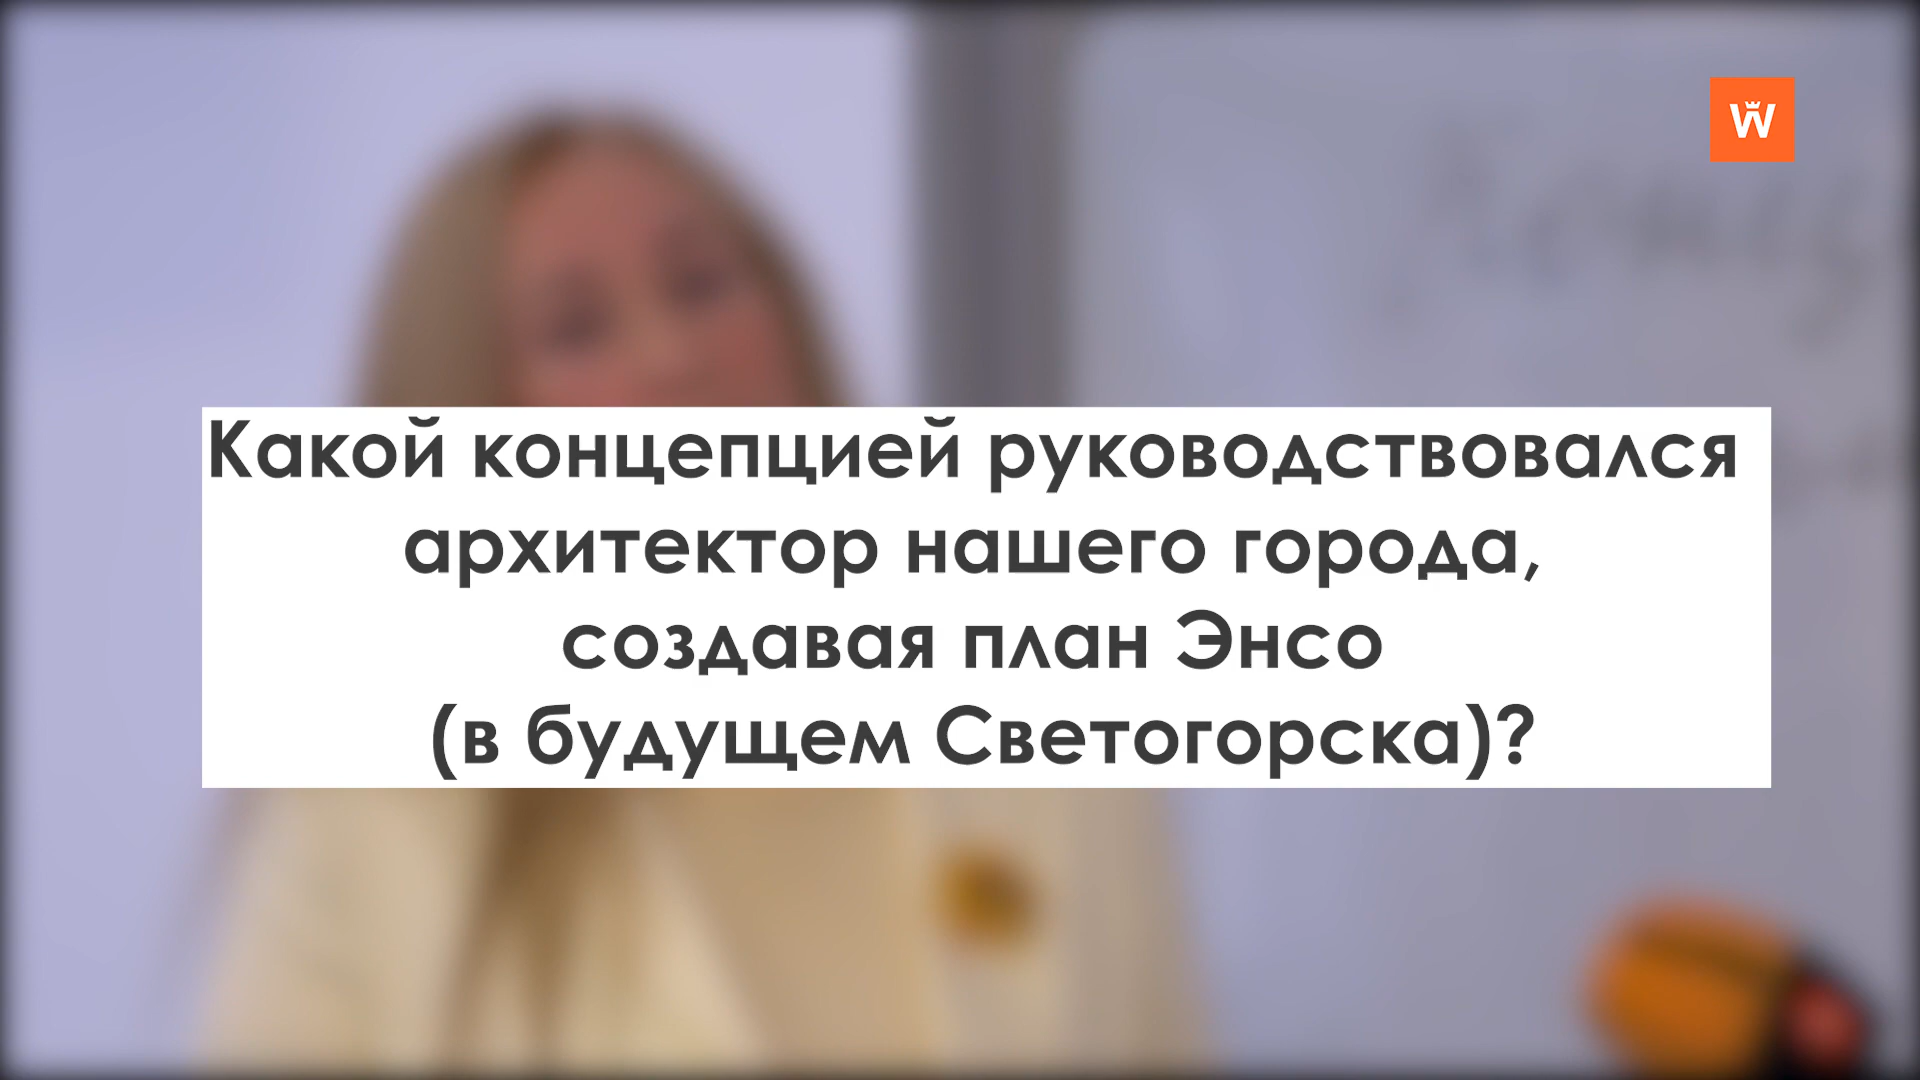 W
Какой концепцией руководствовался
архитектор нашего города,
создавая план Энсо
(в будущем Светогорска)?